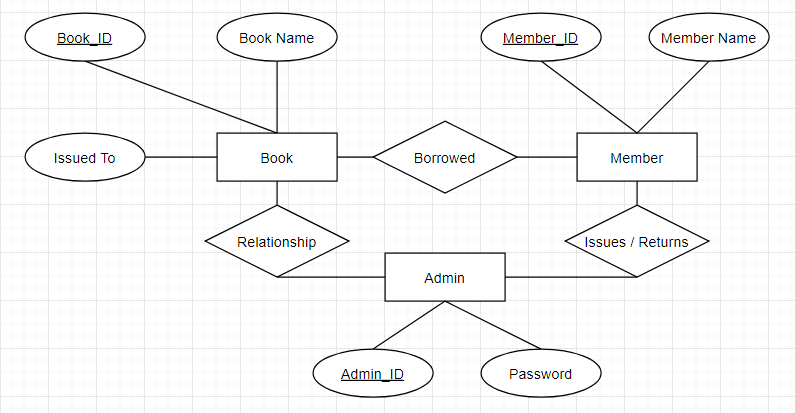 Book_ID
Book Name
Member_ID
Member Name
Issued To
Book
Borrowed
Member
Relationship
Issues / Returns
Admin
Admin_ID
Password